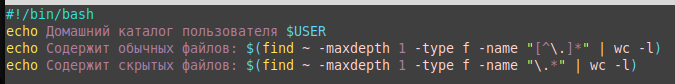 #!/bin/bash
echo Домашний каталог пользователя $USER
echo Содержит обычных файлов: $(find ~ -maxdepth 1 -type f -name "[^\.]*" | wc -l)
echo Содержит скрытых файлов: $(find ~ -maxdepth 1 -type f -name "\.*" | wc -l)